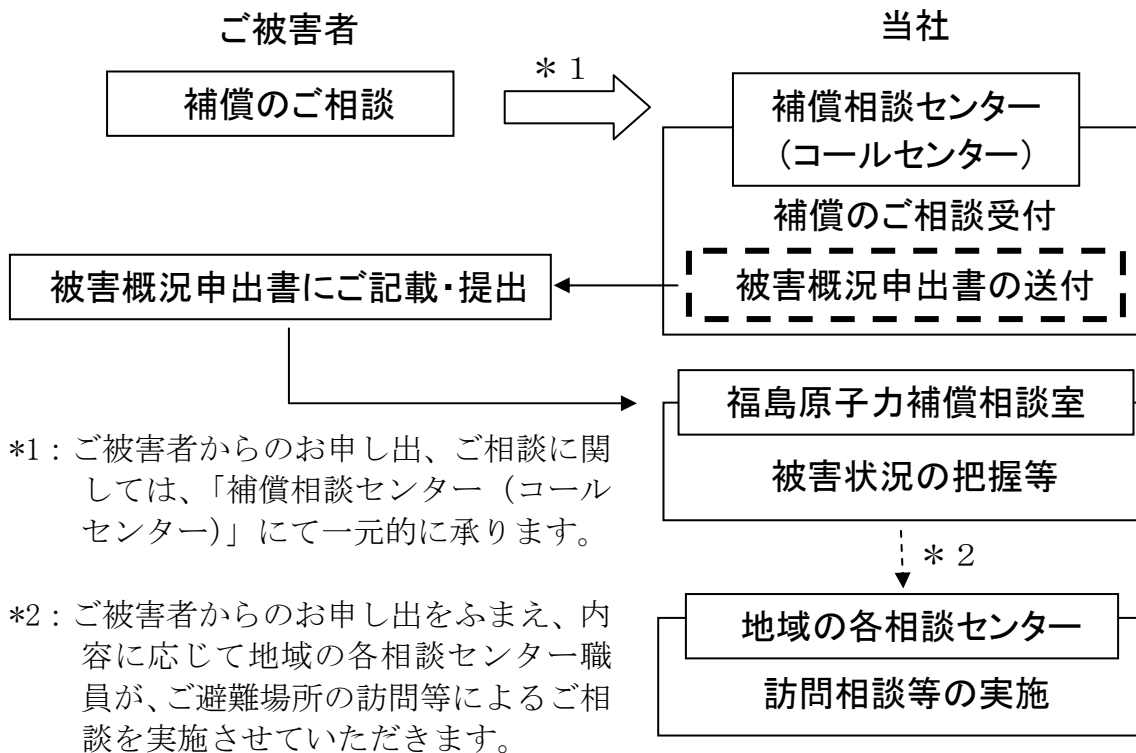 ご被害者
当社
補償のご相談
*1
補償相談センター
(コールセンター)
補償のご相談受付
被害概況申出書にご記載・提出
被害概況申出書の送付
福島原子力補償相談室
被害状況の把握等
*1:ご被害者からのお申し出、ご相談に関
しては、「補償相談センター(コール
センター)」にて一元的に承ります。
*2
*2:ご被害者からのお申し出をふまえ、内
容に応じて地域の各相談センター職
員が、ご避難場所の訪問等によるご相
談を実施させていただきます。
地域の各相談センター
訪問相談等の実施